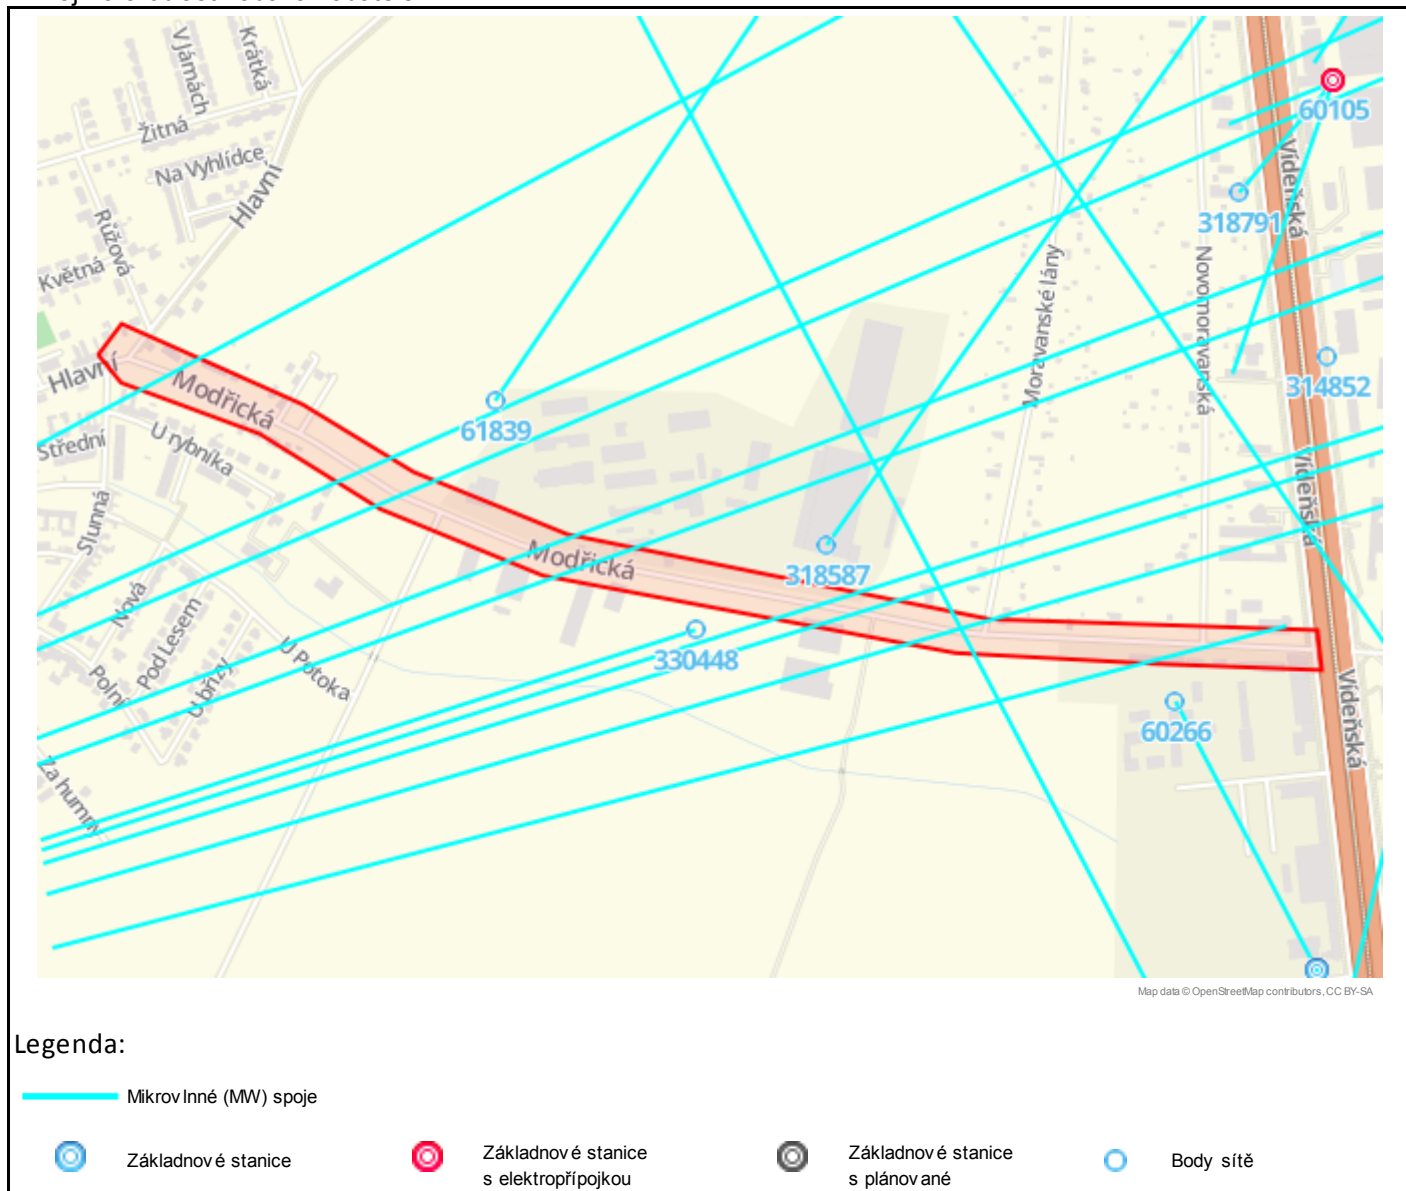 V Jámách
Krátká
Žitná
Na Vyhlídce
Hlavní
Růžová
Květná
Hlavní
Modřická
Střední
U rybníka
Slunná
Nová
Pod Lesem
Polní
U břízy
U Potoka
Za humny
61839
Modřická
318587
330448
Moravanské lány
Novomoravanská
60105
318791
Vídeňská
314852
Vídeňská
60266
Vídeňská
Map data © OpenStreetMap contributors, CC BY-SA
Legenda:
Mikrovlnné (MW) spoje
Základnové stanice
Základnové stanice
s elektropřípojkou
Základnové stanice
s plánované
Body sítě